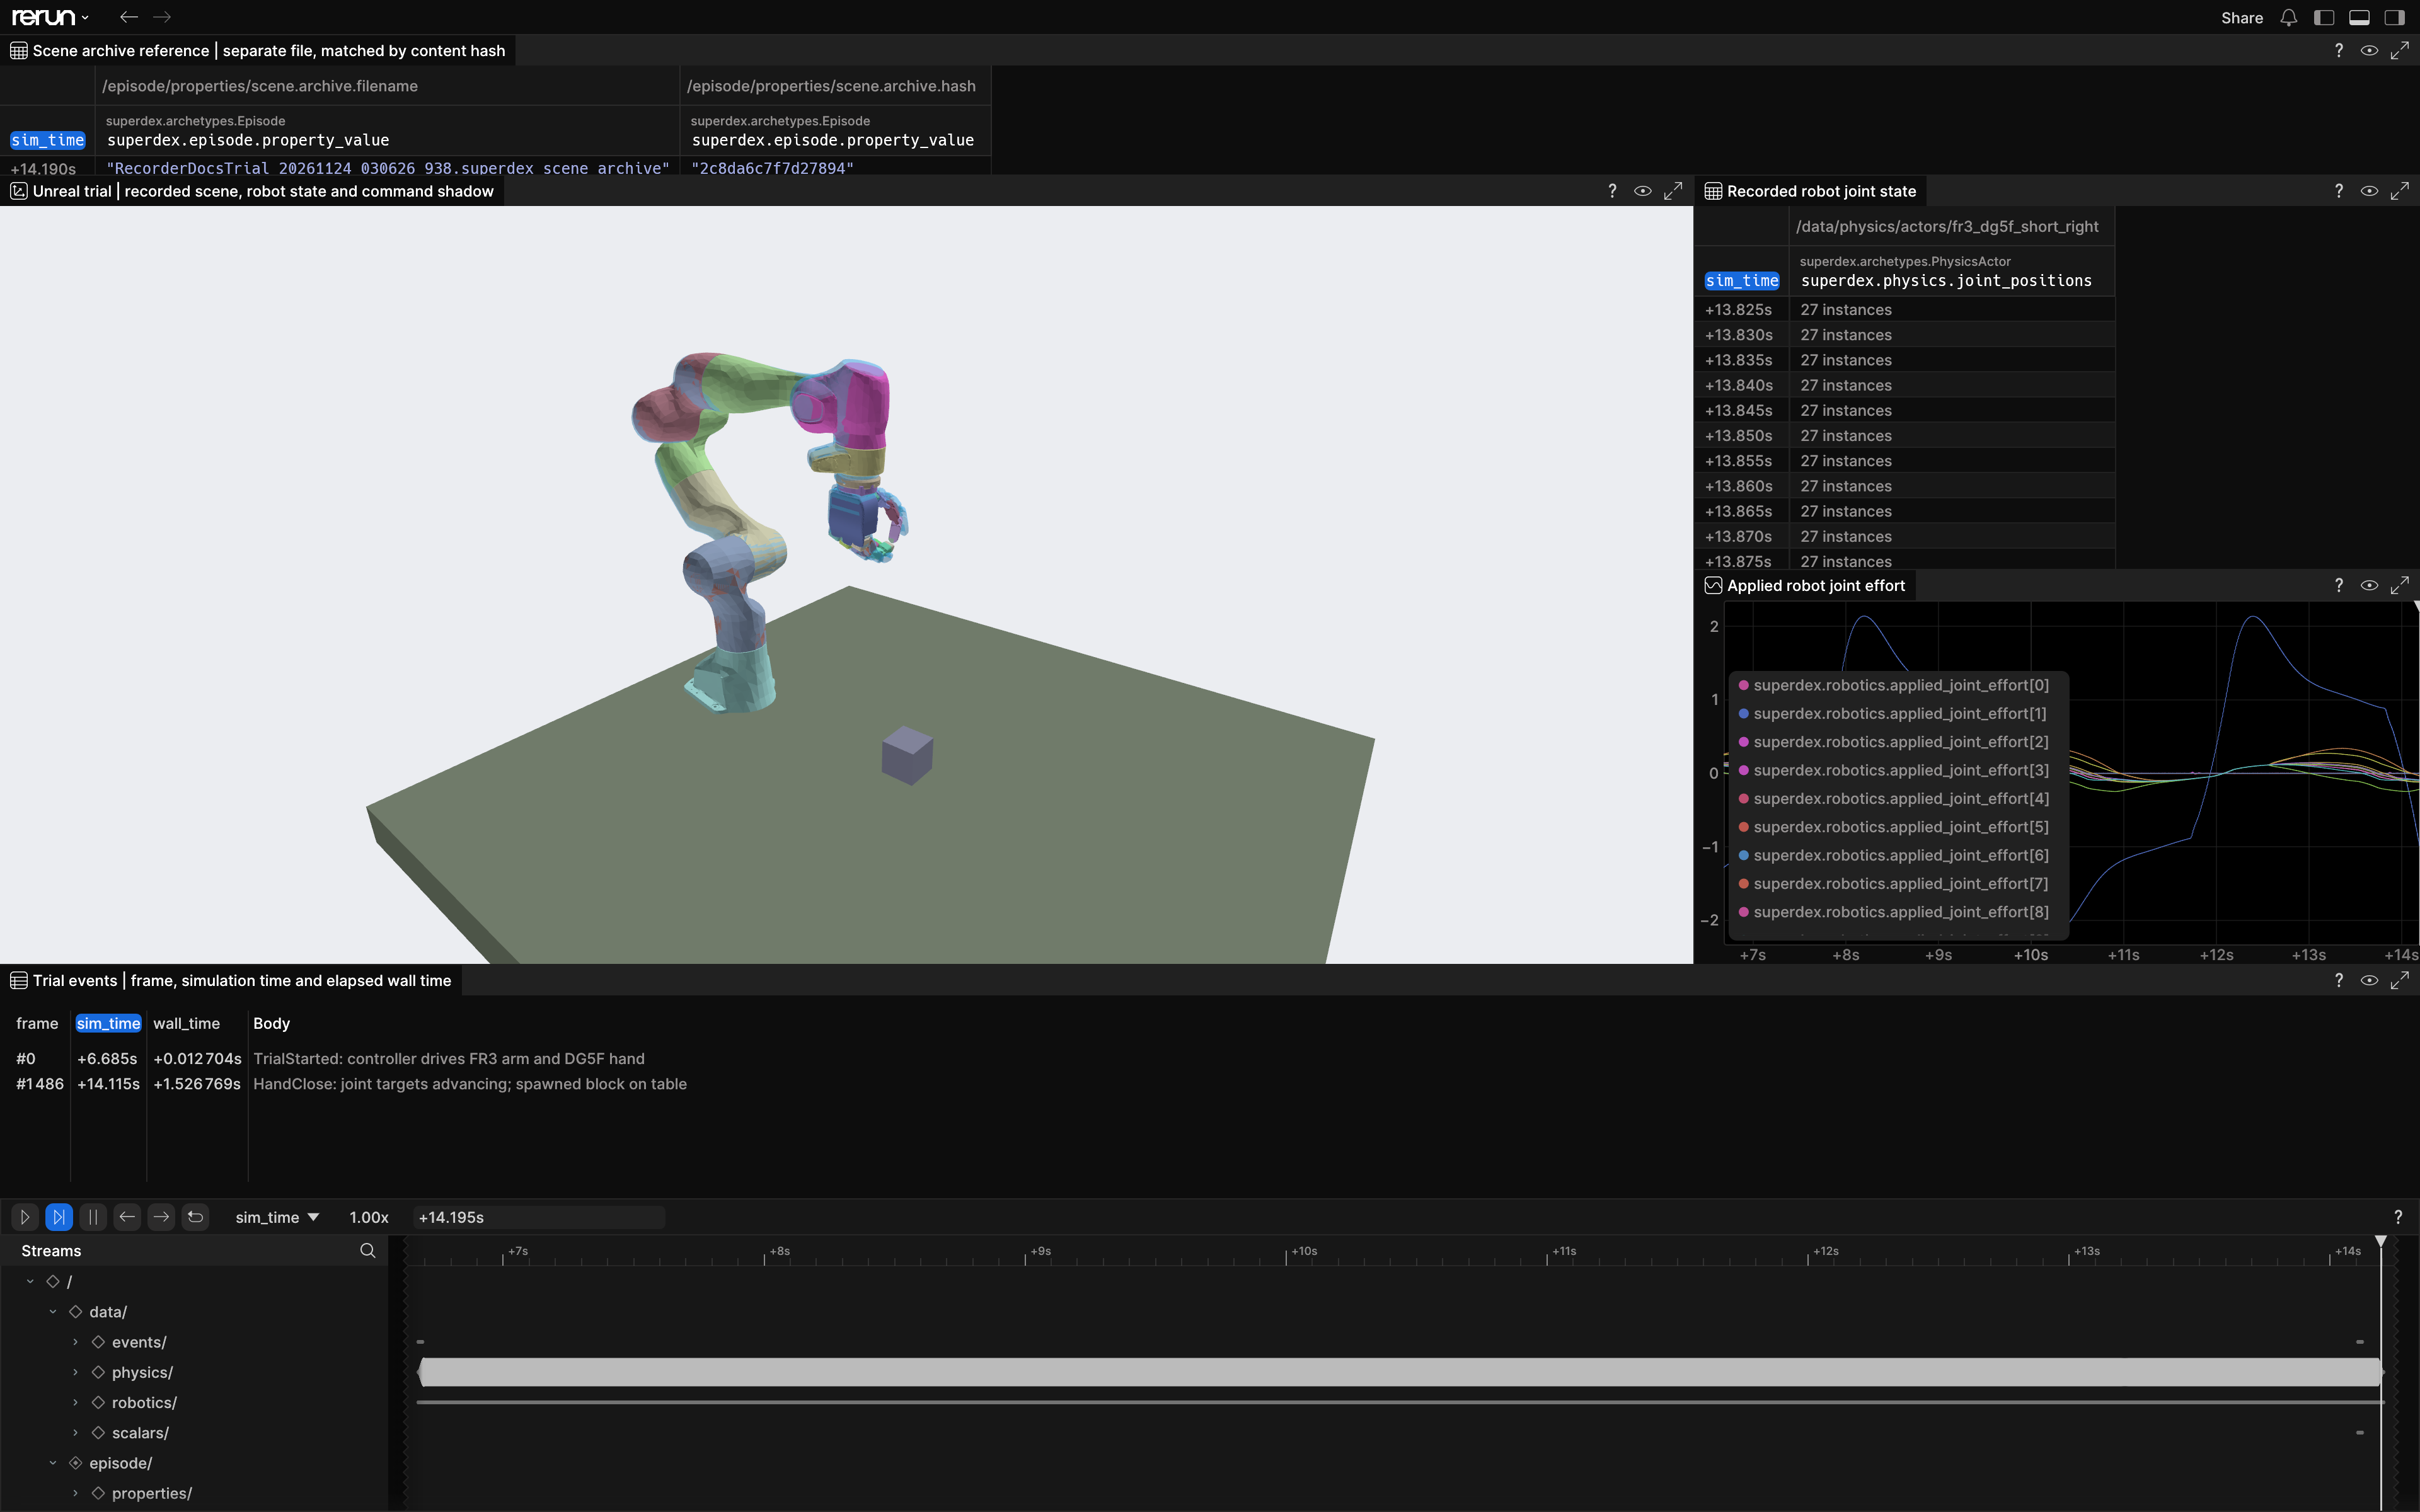 rerun
Share
Scene archive reference | separate file, matched by content hash
?
/episode/properties/scene.archive.filename
/episode/properties/scene.archive.hash
superdex.archetypes.Episode
superdex.archetypes.Episode
sim_time
superdex.episode.property_value
superdex.episode.property_value
+14.190s
"RecorderDocsTrial_20261124_030626_938.superdex_scene_archive"
"2c8da6c7f7d27894"
Unreal trial | recorded scene, robot state and command shadow
?
Recorded robot joint state
?
/data/physics/actors/fr3_dg5f_short_right
superdex.archetypes.PhysicsActor
sim_time
superdex.physics.joint_positions
+13.825s 27 instances
+13.830s 27 instances
+13.835s 27 instances
+13.840s 27 instances
+13.845s 27 instances
+13.850s 27 instances
+13.855s 27 instances
+13.860s 27 instances
+13.865s 27 instances
+13.870s 27 instances
+13.875s 27 instances
Applied robot joint effort
?
2
1
0
−1
−2
superdex.robotics.applied_joint_effort[0]
superdex.robotics.applied_joint_effort[1]
superdex.robotics.applied_joint_effort[2]
superdex.robotics.applied_joint_effort[3]
superdex.robotics.applied_joint_effort[4]
superdex.robotics.applied_joint_effort[5]
superdex.robotics.applied_joint_effort[6]
superdex.robotics.applied_joint_effort[7]
superdex.robotics.applied_joint_effort[8]
+7s +8s +9s +10s +11s +12s +13s +14s
Trial events | frame, simulation time and elapsed wall time
?
frame sim_time wall_time Body
#0 +6.685s +0.012 704s TrialStarted: controller drives FR3 arm and DG5F hand
#1 486 +14.115s +1.526 769s HandClose: joint targets advancing; spawned block on table
sim_time 1.00x +14.195s
?
Streams
+7s +8s +9s +10s +11s +12s +13s +14s
/
data/
events/
physics/
robotics/
scalars/
episode/
properties/